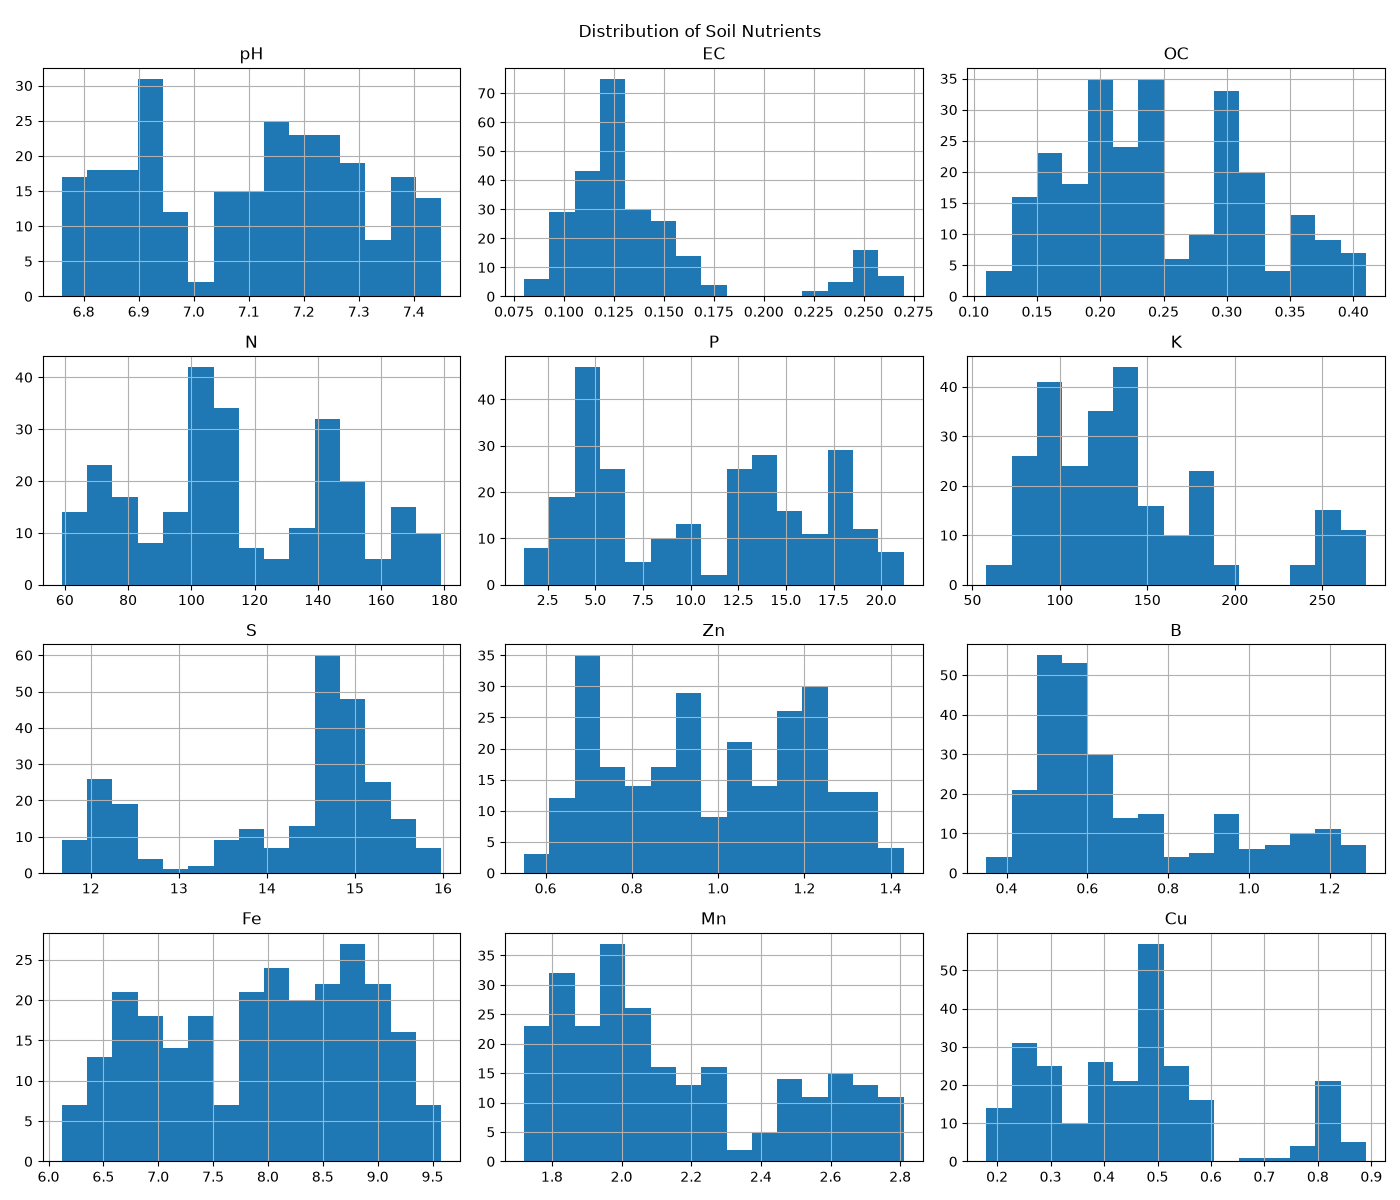 Distribution of Soil Nutrients
pH EC OC
30 25 20 15 10 5 0
6.8 6.9 7.0 7.1 7.2 7.3 7.4
70 60 50 40 30 20 10 0
0.075 0.100 0.125 0.150 0.175 0.200 0.225 0.250 0.275
35 30 25 20 15 10 5 0
0.10 0.15 0.20 0.25 0.30 0.35 0.40
N P K
40 30 20 10 0
60 80 100 120 140 160 180
40 30 20 10 0
2.5 5.0 7.5 10.0 12.5 15.0 17.5 20.0
40 30 20 10 0
50 100 150 200 250
S Zn B
60 50 40 30 20 10 0
12 13 14 15 16
35 30 25 20 15 10 5 0
0.6 0.8 1.0 1.2 1.4
50 40 30 20 10 0
0.4 0.6 0.8 1.0 1.2
Fe Mn Cu
25 20 15 10 5 0
6.0 6.5 7.0 7.5 8.0 8.5 9.0 9.5
35 30 25 20 15 10 5 0
1.8 2.0 2.2 2.4 2.6 2.8
50 40 30 20 10 0
0.2 0.3 0.4 0.5 0.6 0.7 0.8 0.9